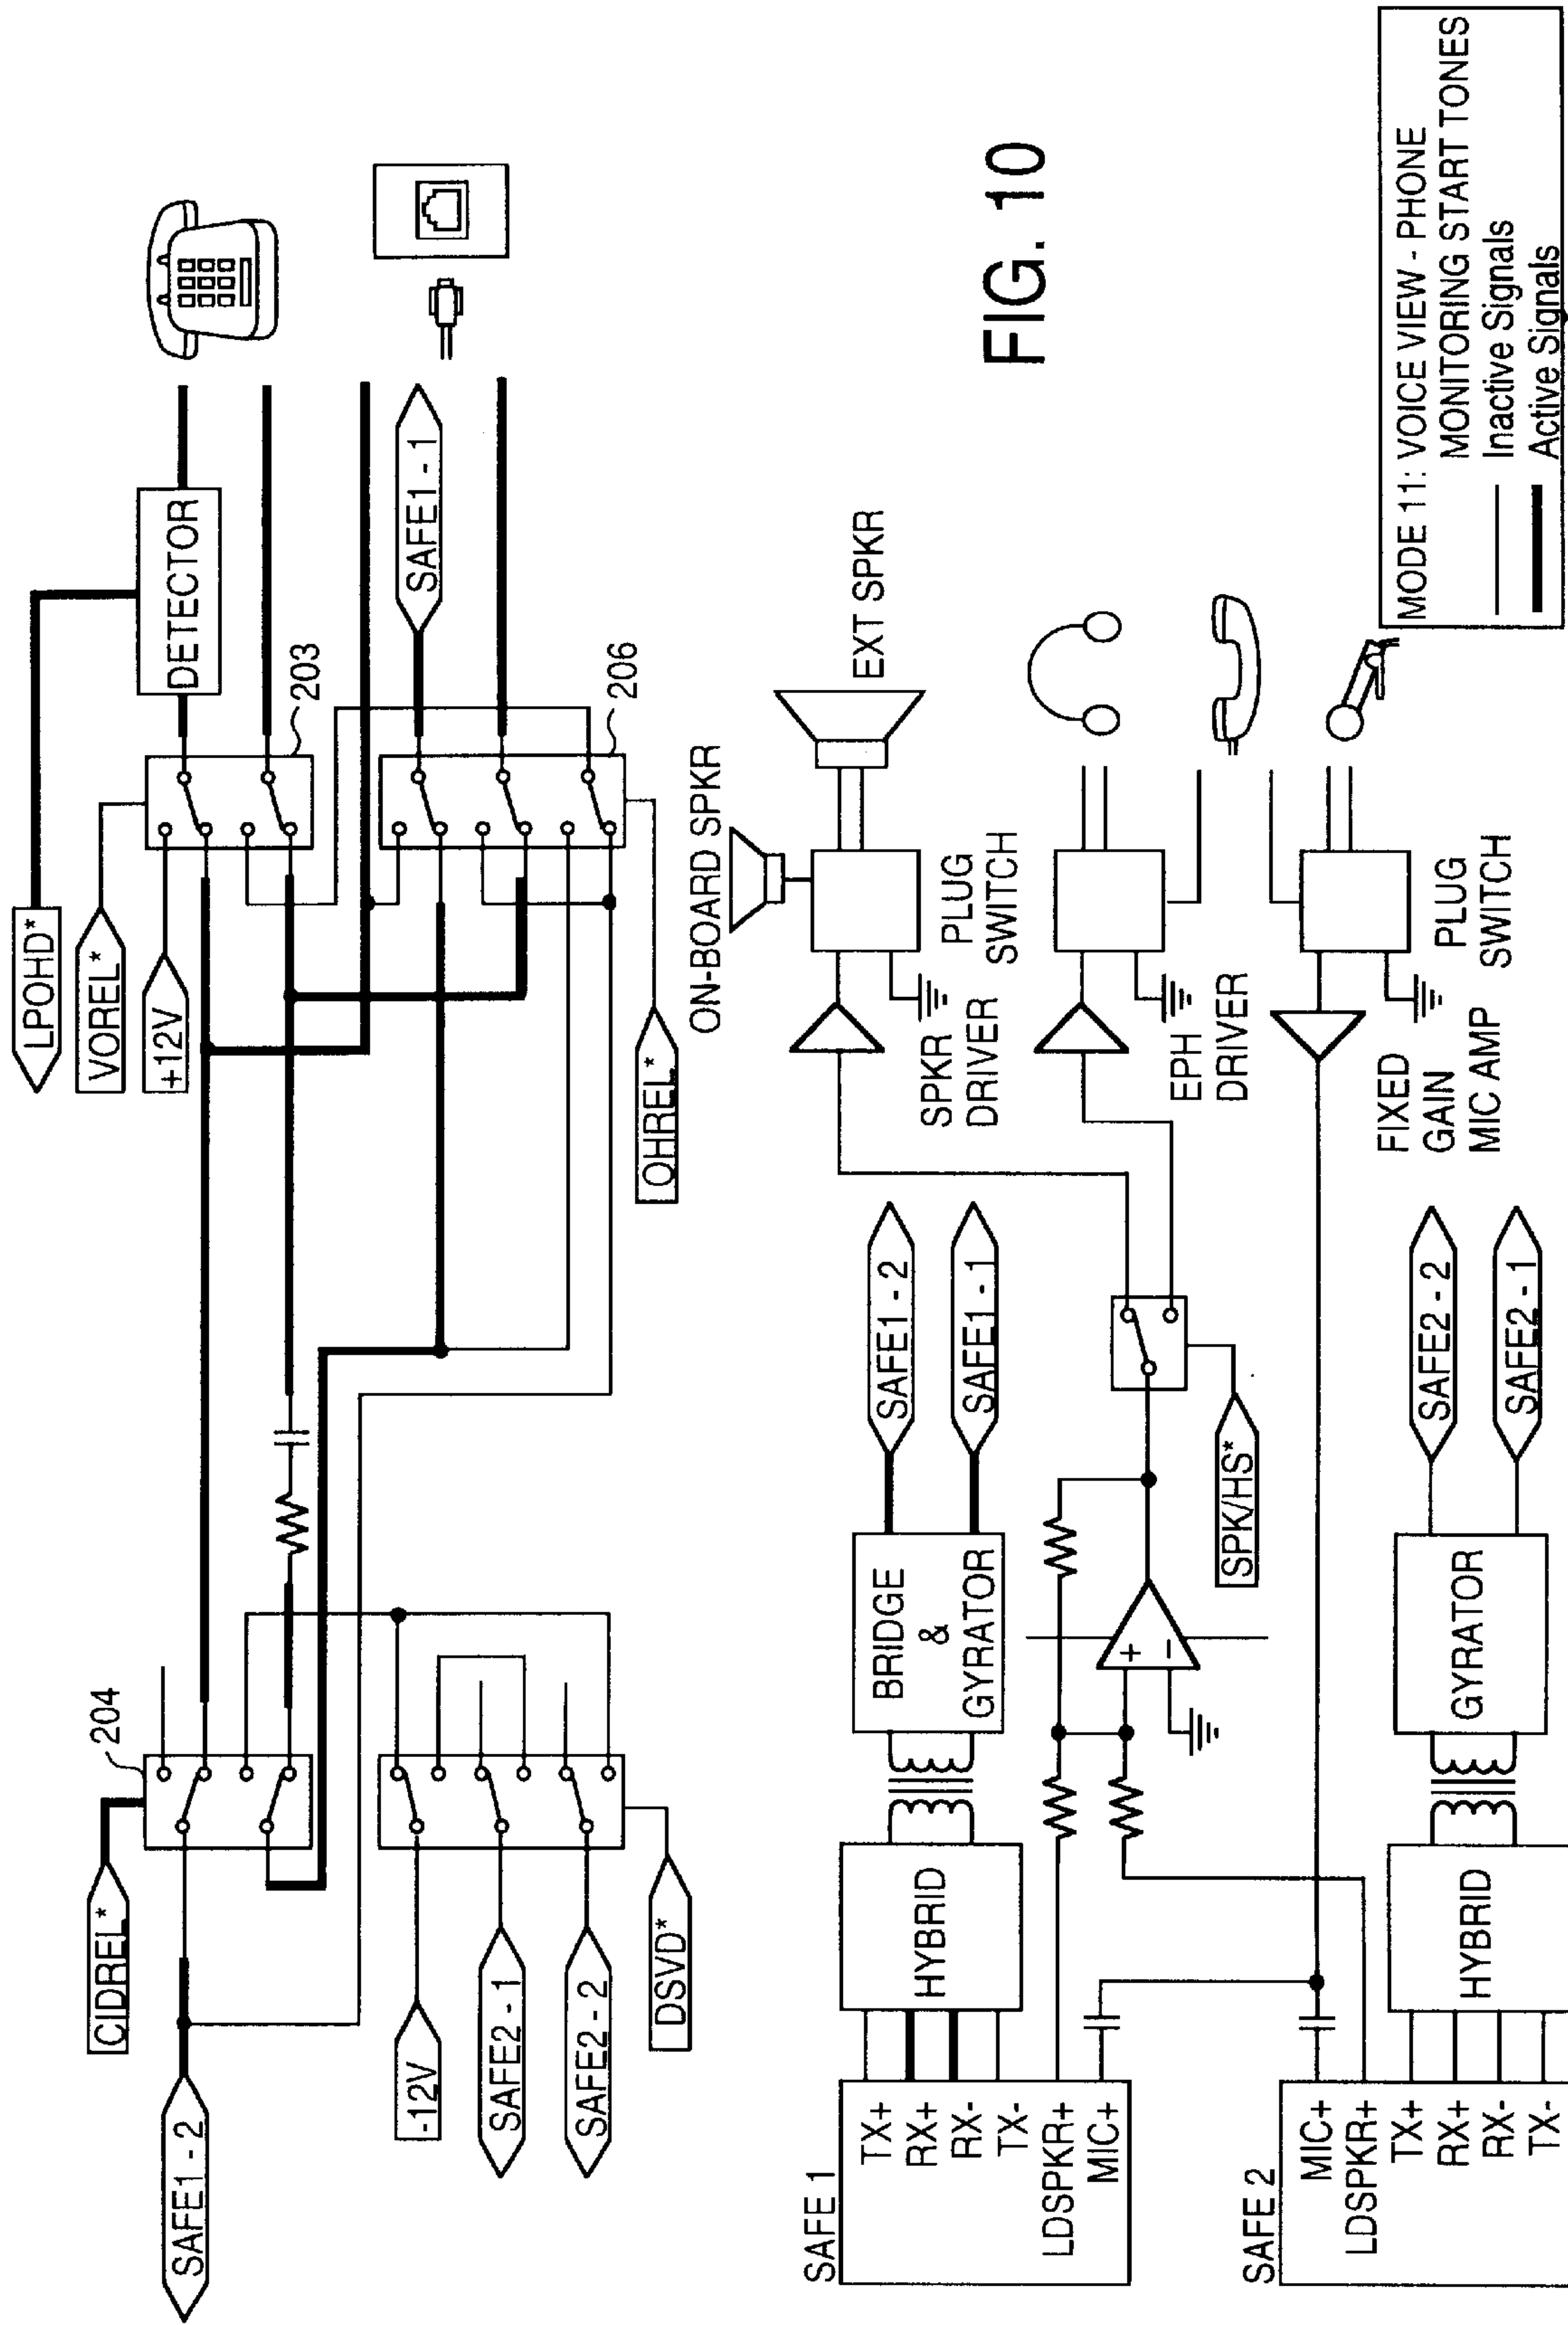 LPOHD*
VOREL*
+12V
DETECTOR
203
CIDREL*
204
SAFE1 - 2
SAFE1 - 1
206
OHREL*
-12V
SAFE2 - 1
SAFE2 - 2
DSVD*
FIG. 10
ON-BOARD SPKR
EXT SPKR
SPKR
DRIVER
PLUG
SWITCH
EPH
DRIVER
FIXED
GAIN
MIC AMP
PLUG
SWITCH
SAFE1 - 2
SAFE1 - 1
BRIDGE
&
GYRATOR
HYBRID
SAFE 1
TX+
RX+
RX-
TX-
LDSPKR+
MIC+
+
−
SPK/HS*
SAFE 2
MIC+
LDSPKR+
TX+
RX+
RX-
TX-
HYBRID
GYRATOR
SAFE2 - 2
SAFE2 - 1
MODE 11: VOICE VIEW - PHONE
MONITORING START TONES
Inactive Signals
Active Signals